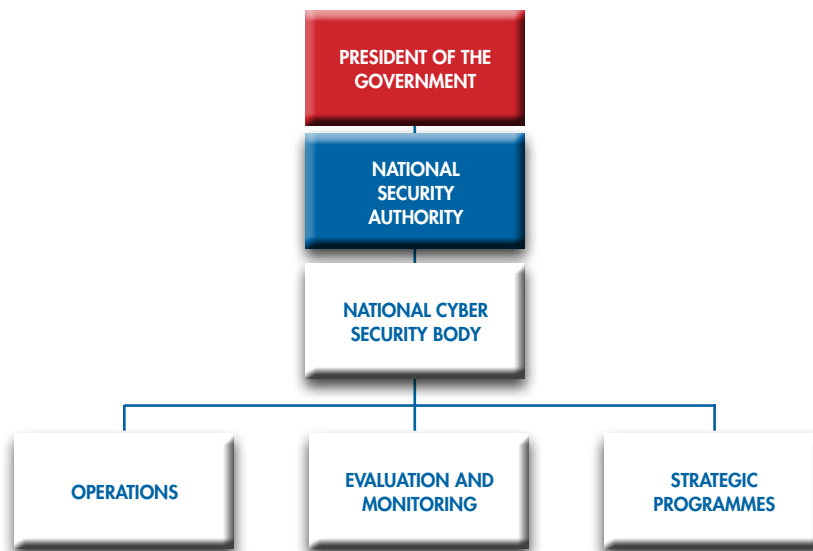 PRESIDENT OF THE
GOVERNMENT
NATIONAL
SECURITY
AUTHORITY
NATIONAL CYBER
SECURITY BODY
OPERATIONS
EVALUATION AND
MONITORING
STRATEGIC
PROGRAMMES